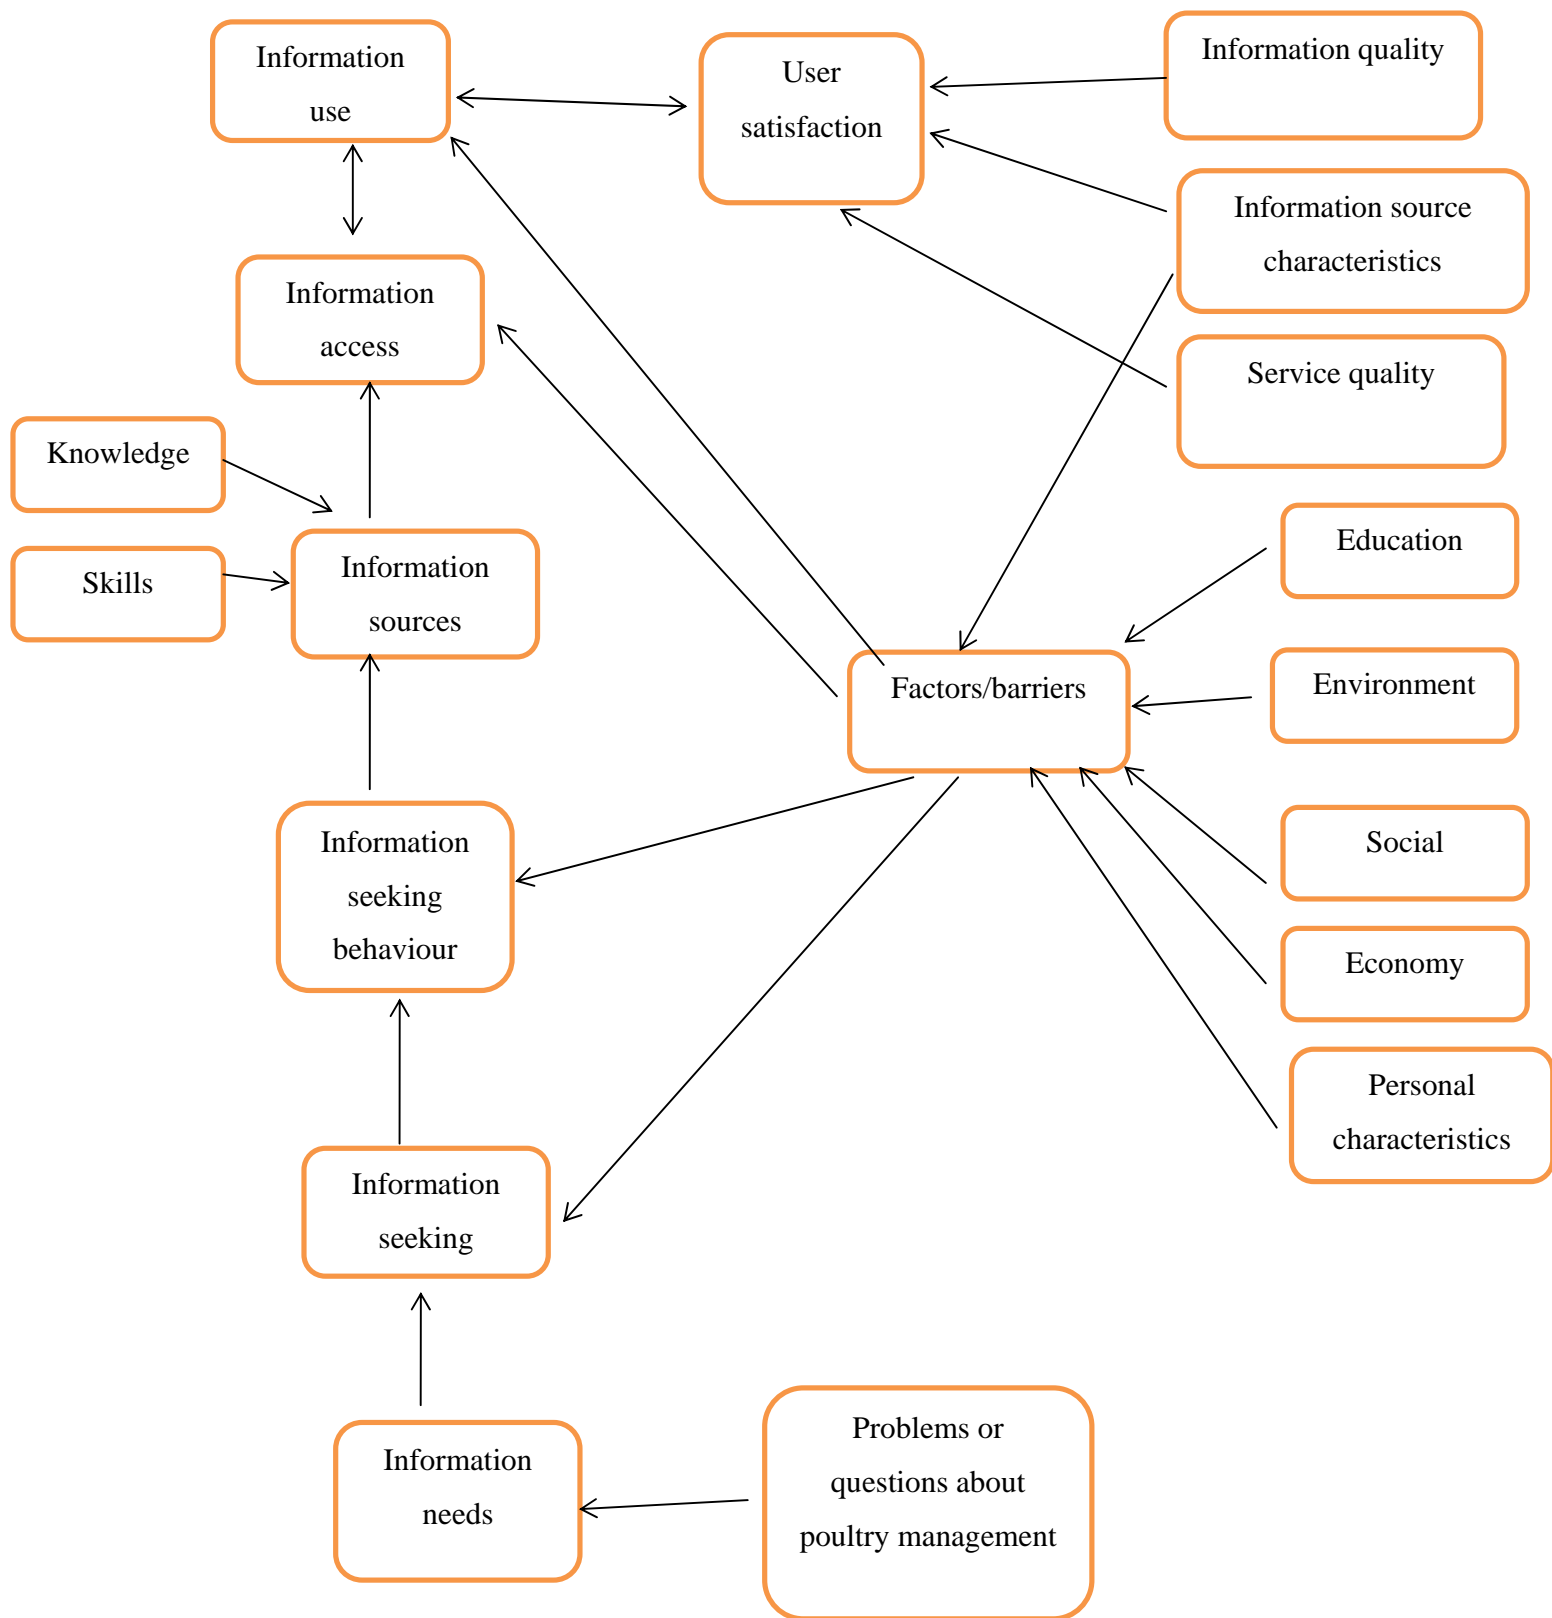 Information
use
User
satisfaction
Information quality
Information source
characteristics
Information
access
Service quality
Knowledge
Skills
Information
sources
Education
Factors/barriers
Environment
Information
seeking
behaviour
Social
Economy
Personal
characteristics
Information
seeking
Information
needs
Problems or
questions about
poultry management